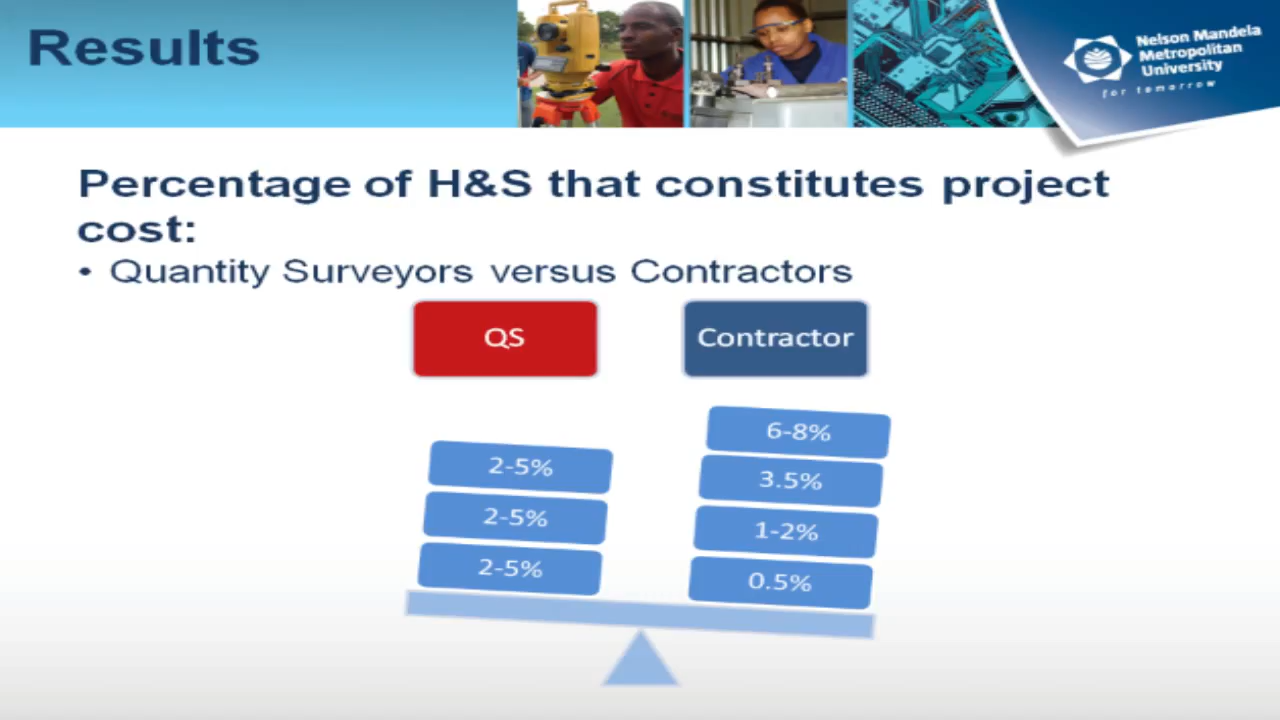 Results
Nelson Mandela
Metropolitan
University
for tomorrow
Percentage of H&S that constitutes project
cost:
• Quantity Surveyors versus Contractors
QS
Contractor
6-8%
2-5%
3.5%
2-5%
1-2%
2-5%
0.5%